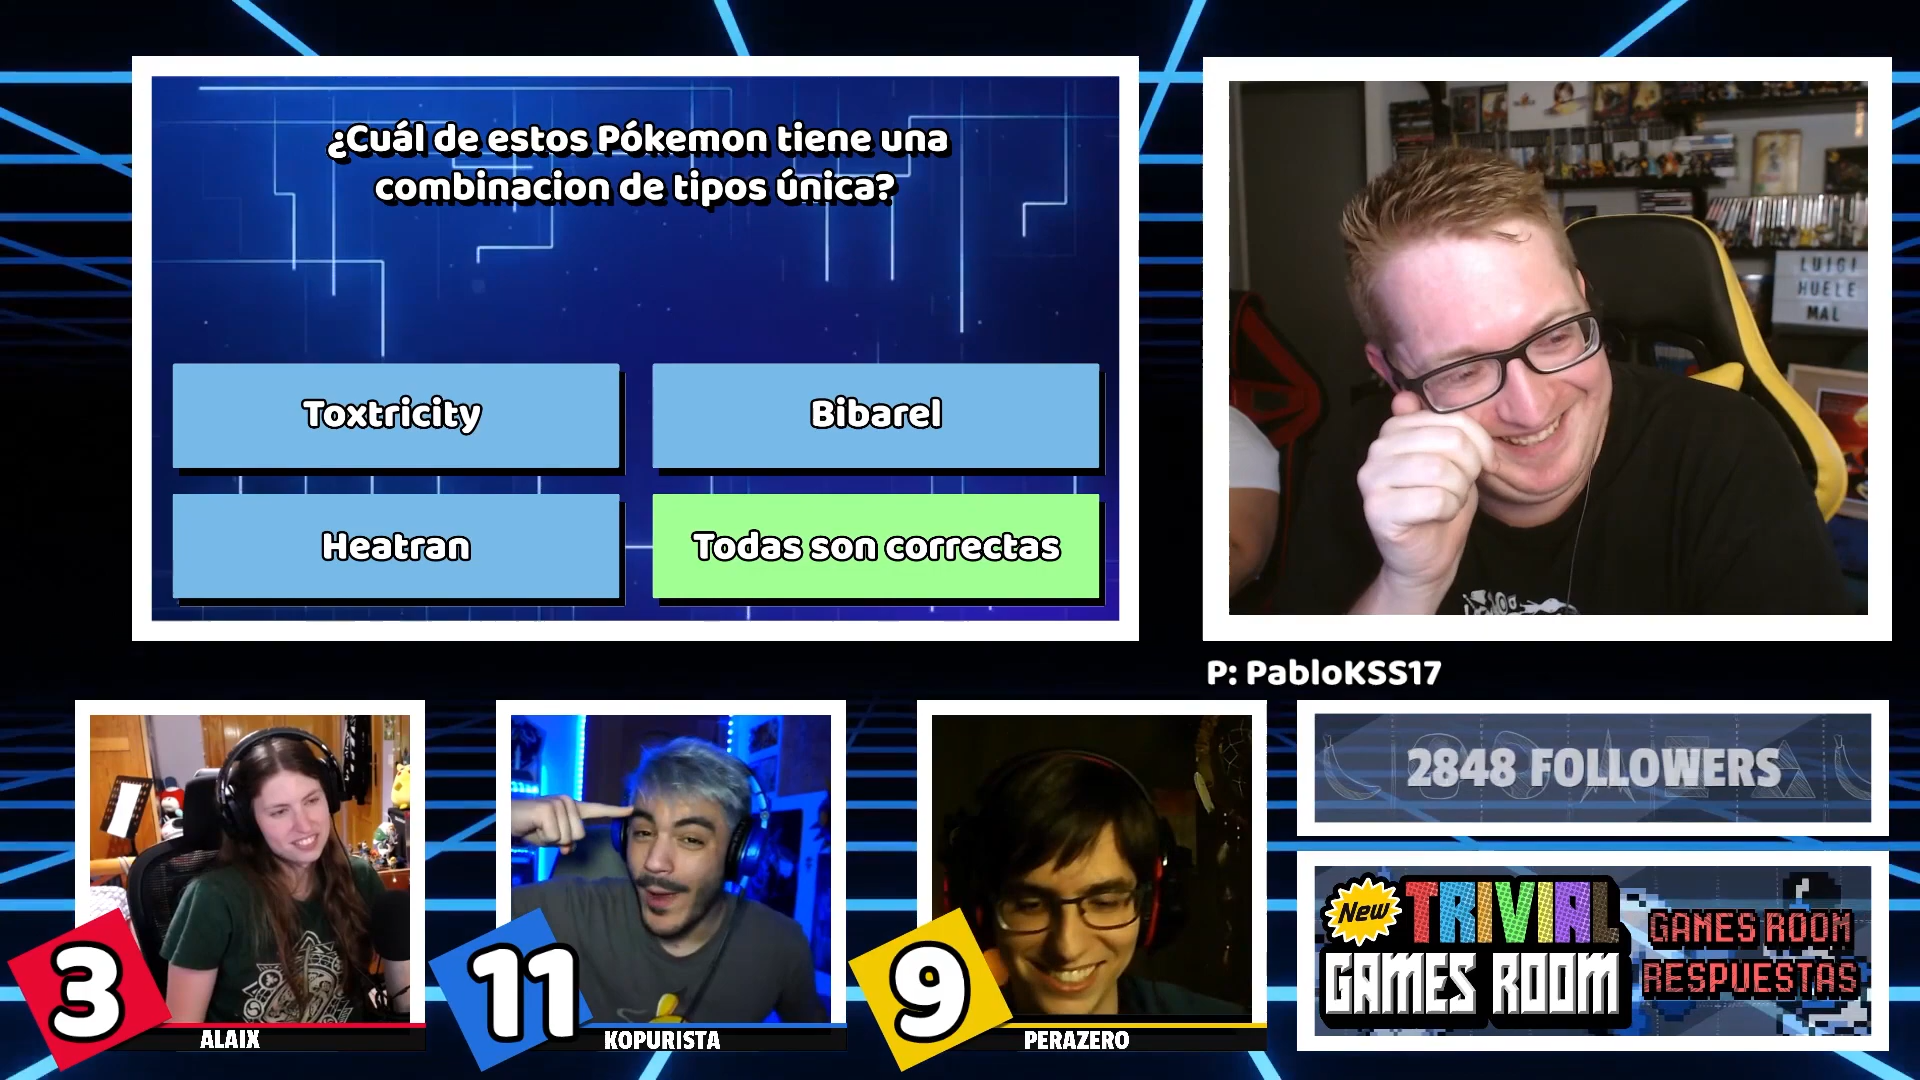 ¿Cuál de estos Pókemon tiene una
combinacion de tipos única?
Toxtricity
Bibarel
Heatran
Todas son correctas
LUIGI
HUELE
MAL
P: PabloKSS17
2848 FOLLOWERS
New
TRIVIAL
GAMES ROOM
GAMES ROOM
RESPUESTAS
3
ALAIX
11
KOPURISTA
9
PERAZERO